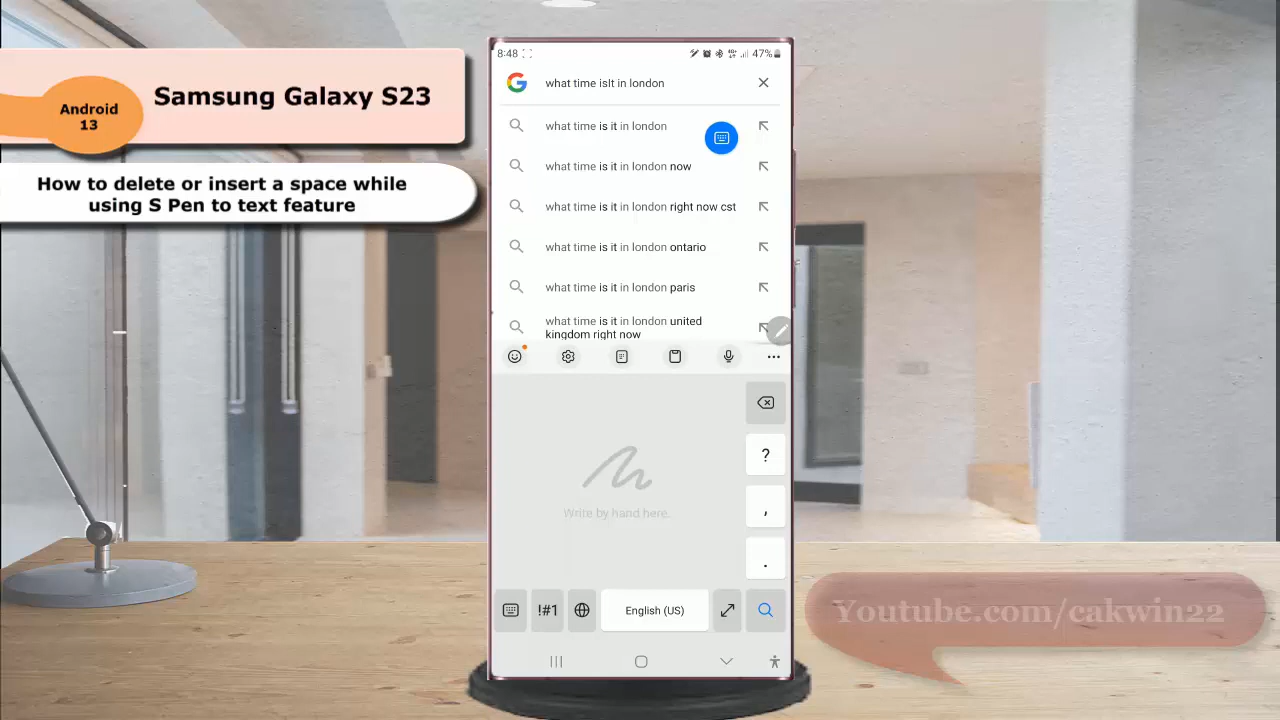 Samsung Galaxy S23
Android
13
How to delete or insert a space while
using S Pen to text feature
8:48
47%
what time isIt in london
what time is it in london
what time is it in london now
what time is it in london right now cst
what time is it in london ontario
what time is it in london paris
what time is it in london united
kingdom right now
Write by hand here.
?
,
.
!#1
English (US)
Youtube.com/cakwin22